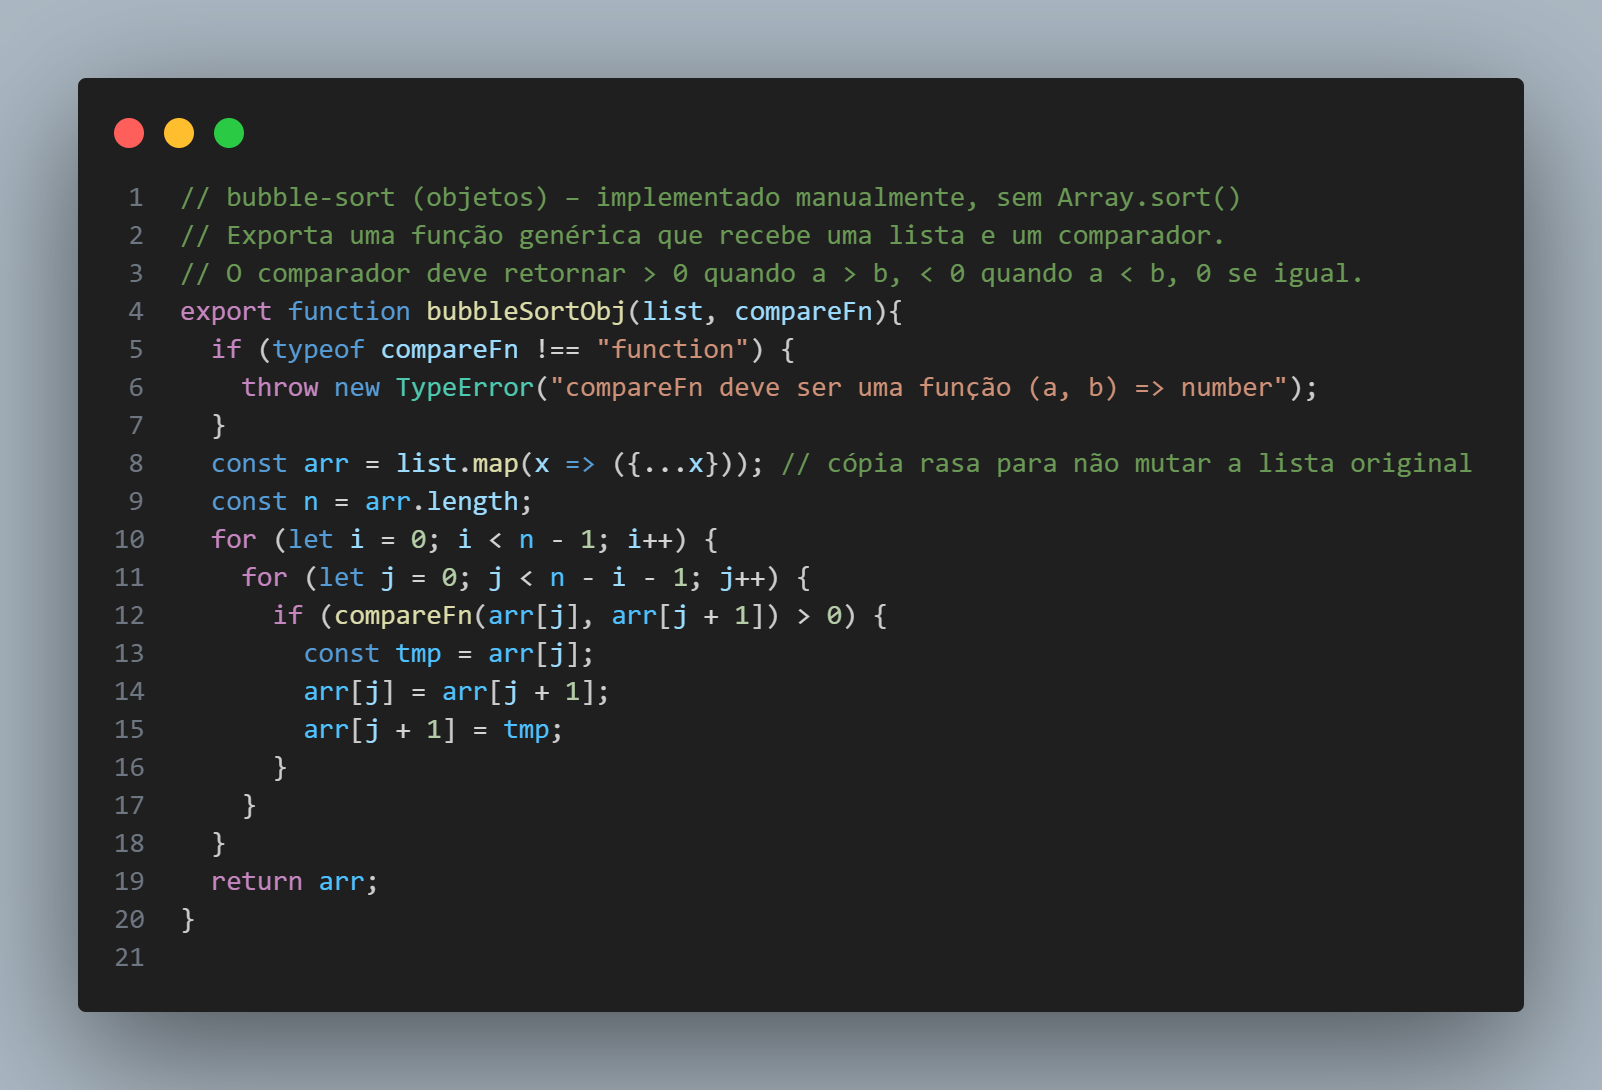 1 // bubble-sort (objetos) – implementado manualmente, sem Array.sort()
2 // Exporta uma função genérica que recebe uma lista e um comparador.
3 // O comparador deve retornar > 0 quando a > b, < 0 quando a < b, 0 se igual.
4 export function bubbleSortObj(list, compareFn){
5   if (typeof compareFn !== "function") {
6     throw new TypeError("compareFn deve ser uma função (a, b) => number");
7   }
8   const arr = list.map(x => ({...x})); // cópia rasa para não mutar a lista original
9   const n = arr.length;
10   for (let i = 0; i < n - 1; i++) {
11     for (let j = 0; j < n - i - 1; j++) {
12       if (compareFn(arr[j], arr[j + 1]) > 0) {
13         const tmp = arr[j];
14         arr[j] = arr[j + 1];
15         arr[j + 1] = tmp;
16       }
17     }
18   }
19   return arr;
20 }
21